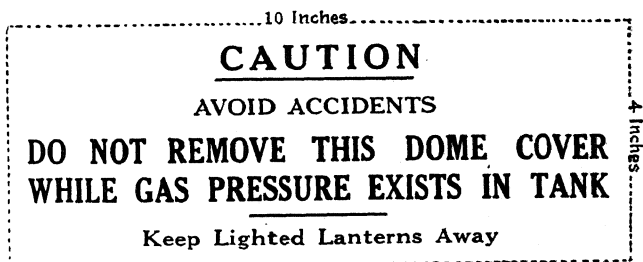 10 Inches
CAUTION
AVOID ACCIDENTS
DO NOT REMOVE THIS DOME COVER
WHILE GAS PRESSURE EXISTS IN TANK
Keep Lighted Lanterns Away
4 Inches